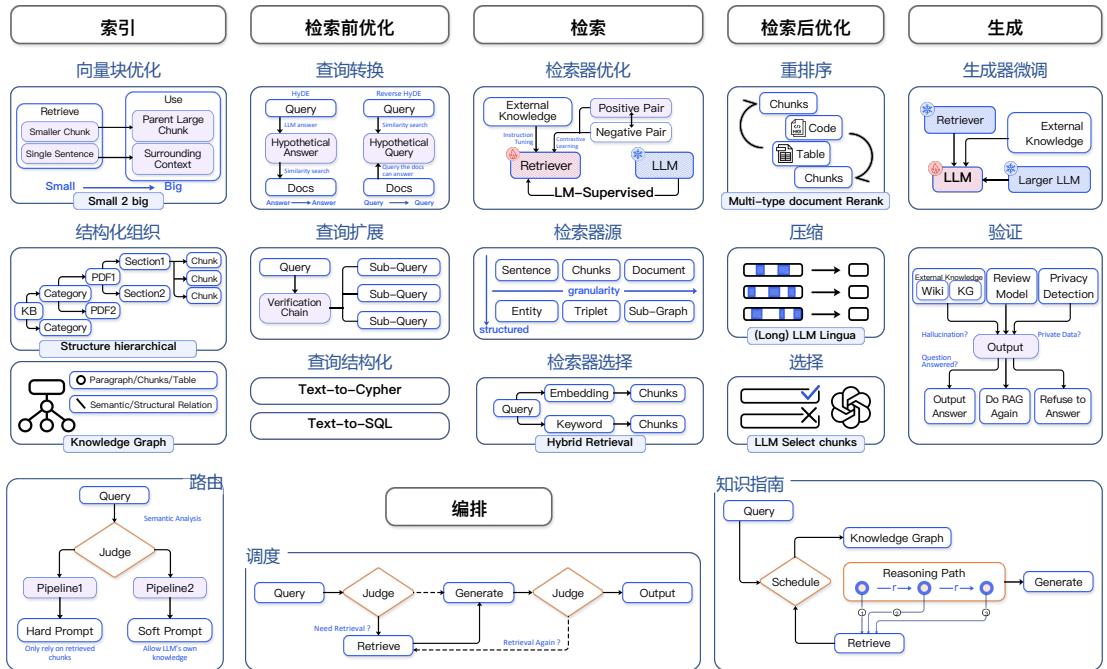 索引
检索前优化
检索
检索后优化
生成
向量块优化
Retrieve
Smaller Chunk
Single Sentence
Use
Parent Large
Chunk
Surrounding
Context
Small
Big
Small 2 big
查询转换
HyDE
Query
LLM answer
Hypothetical
Answer
Similarity search
Docs
Answer
Answer
Reverse HyDE
Query
Similarity search
Hypothetical
Query
Query the docs
can answer
Docs
Query
Query
检索器优化
External
Knowledge
Positive Pair
Negative Pair
Instruction
Tuning
Contrastive
Learning
Retriever
LLM
LM-Supervised
重排序
Chunks
Code
Table
Chunks
Multi-type document Rerank
生成器微调
Retriever
External
Knowledge
LLM
Larger LLM
结构化组织
KB
Category
Category
PDF1
PDF2
Section1
Section2
Chunk
Chunk
Chunk
Structure hierarchical
Paragraph/Chunks/Table
Semantic/Structural Relation
Knowledge Graph
查询扩展
Query
Verification
Chain
Sub-Query
Sub-Query
Sub-Query
查询结构化
Text-to-Cypher
Text-to-SQL
检索器源
Sentence
Chunks
Document
granularity
Entity
Triplet
Sub-Graph
structured
检索器选择
Query
Embedding
Chunks
Keyword
Chunks
Hybrid Retrieval
压缩
(Long) LLM Lingua
选择
LLM Select chunks
验证
External Knowledge
Wiki
KG
Review
Model
Privacy
Detection
Hallucination?
Private Data?
Output
Question
Answered?
Output
Answer
Do RAG
Again
Refuse to
Answer
路由
Query
Semantic Analysis
Judge
Pipeline1
Pipeline2
Hard Prompt
Soft Prompt
Only rely on retrieved
chunks
Allow LLM's own
knowledge
编排
调度
Query
Judge
Generate
Judge
Output
Need Retrieval ?
Retrieve
Retrieval Again ?
知识指南
Query
Knowledge Graph
Schedule
Reasoning Path
r
r
Generate
1
2
3
Retrieve